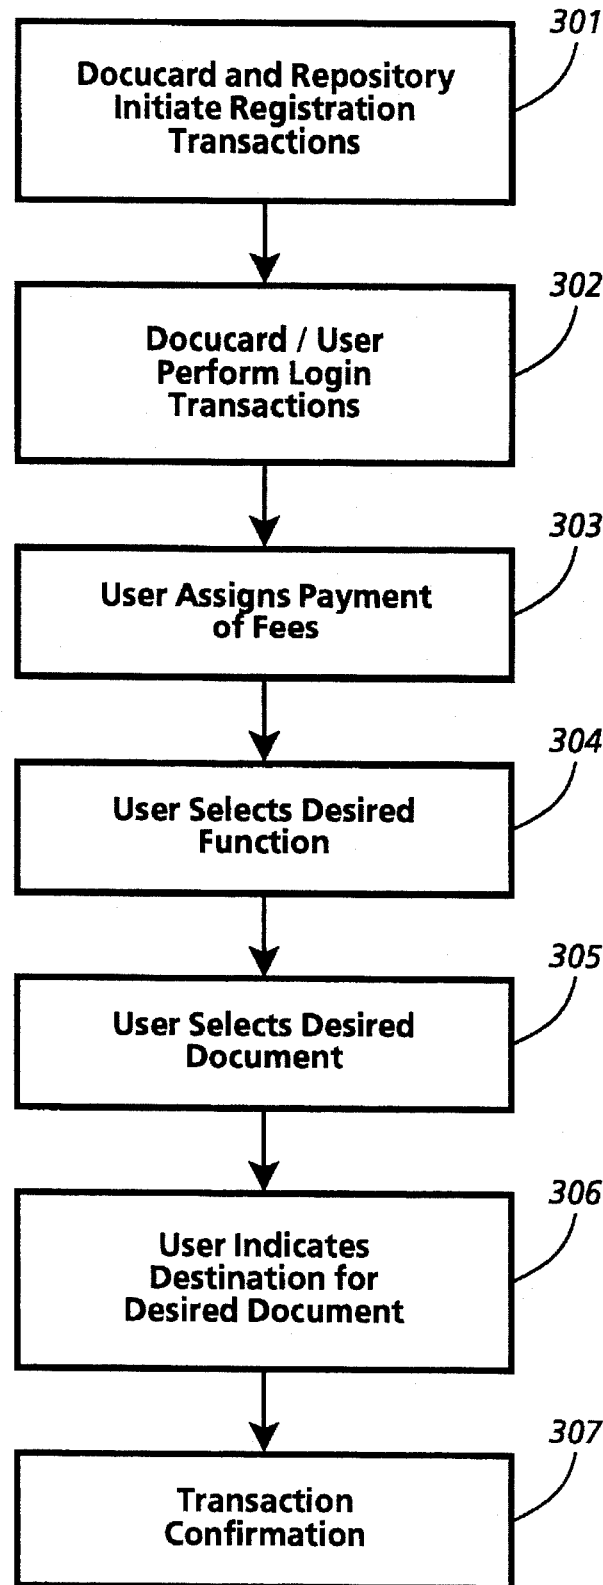 301
Docucard and Repository
Initiate Registration
Transactions
302
Docucard / User
Perform Login
Transactions
303
User Assigns Payment
of Fees
304
User Selects Desired
Function
305
User Selects Desired
Document
306
User Indicates
Destination for
Desired Document
307
Transaction
Confirmation